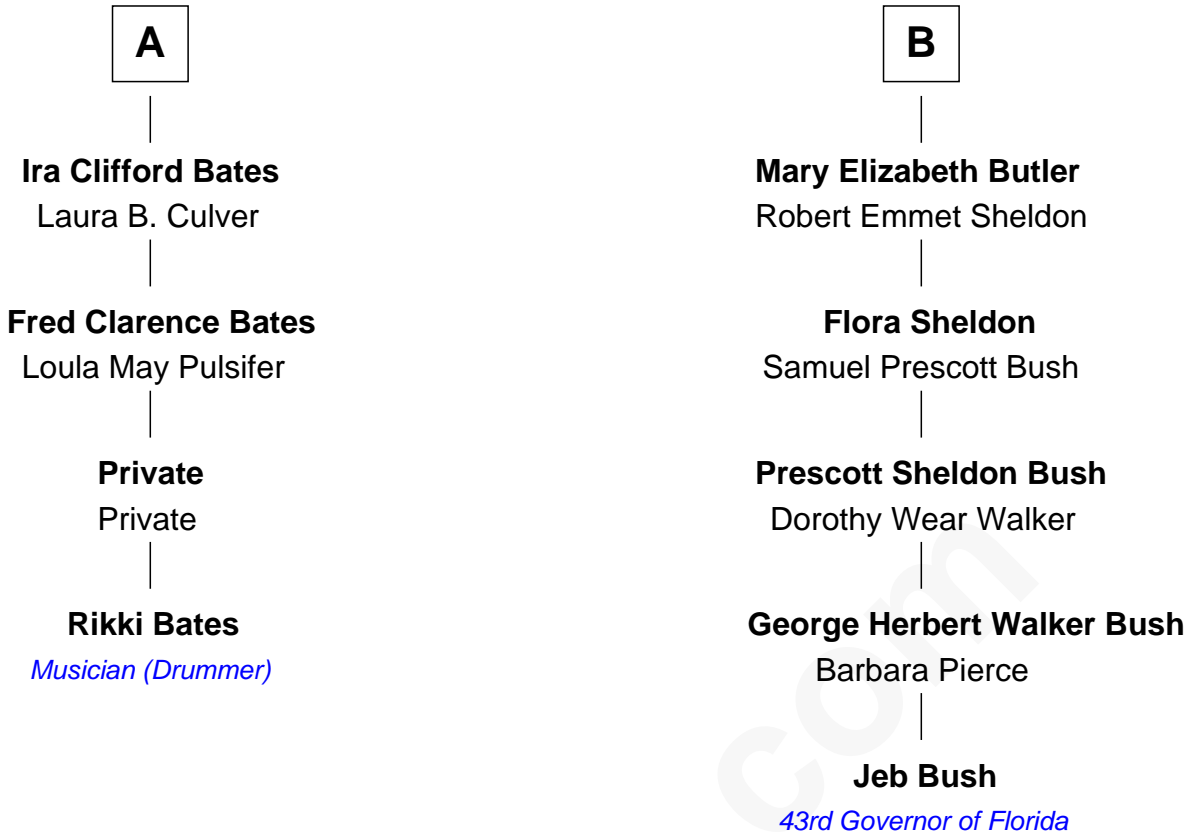 A
Ira Clifford Bates
Laura B. Culver
Fred Clarence Bates
Loula May Pulsifer
Private
Private
Rikki Bates
Musician (Drummer)
B
Mary Elizabeth Butler
Robert Emmet Sheldon
Flora Sheldon
Samuel Prescott Bush
Prescott Sheldon Bush
Dorothy Wear Walker
George Herbert Walker Bush
Barbara Pierce
Jeb Bush
43rd Governor of Florida
com